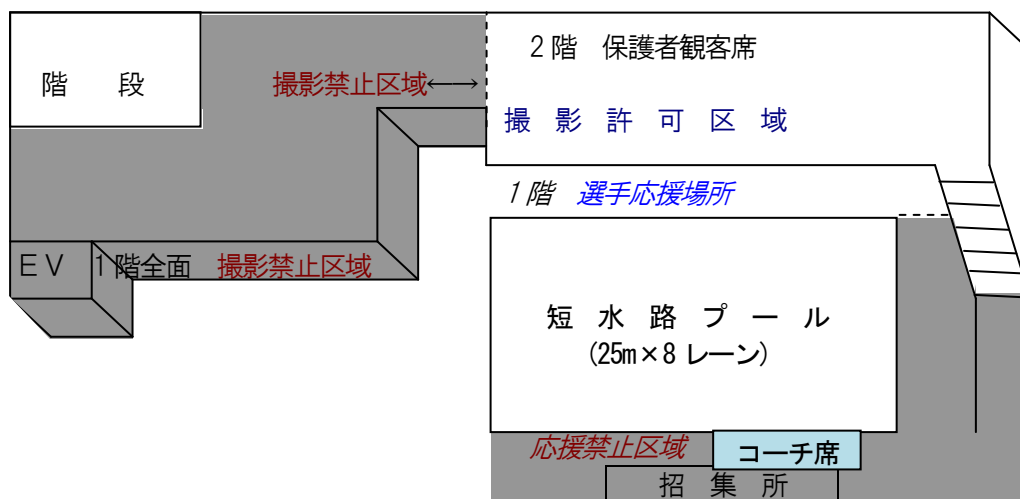 2階 保護者観客席
階 段
撮影禁止区域←→
撮 影 許 可 区 域
1階 選手応援場所
EV 1階全面 撮影禁止区域
短 水 路 プ ー ル
(25m×8 レーン)
応援禁止区域
コーチ席
招 集 所